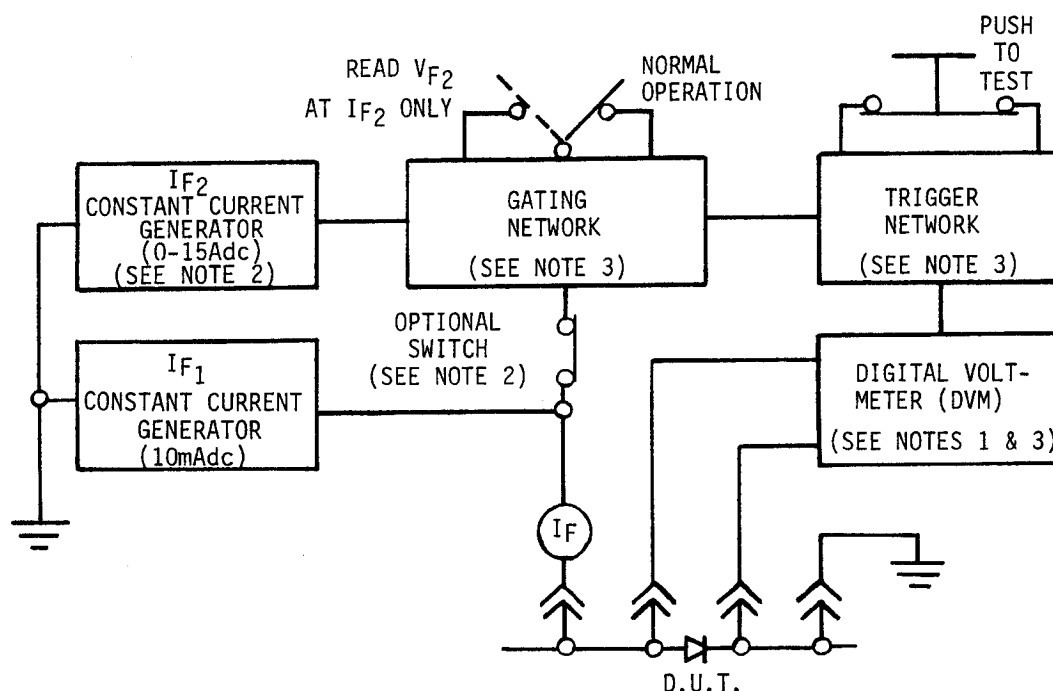 READ VF2
AT IF2 ONLY
NORMAL
OPERATION
PUSH
TO
TEST
IF2
CONSTANT CURRENT
GENERATOR
(0-15Adc)
(SEE NOTE 2)
GATING
NETWORK
(SEE NOTE 3)
TRIGGER
NETWORK
(SEE NOTE 3)
OPTIONAL
SWITCH
(SEE NOTE 2)
IF1
CONSTANT CURRENT
GENERATOR
(10mAdc)
DIGITAL VOLT-
METER (DVM)
(SEE NOTES 1 & 3)
IF
D.U.T.